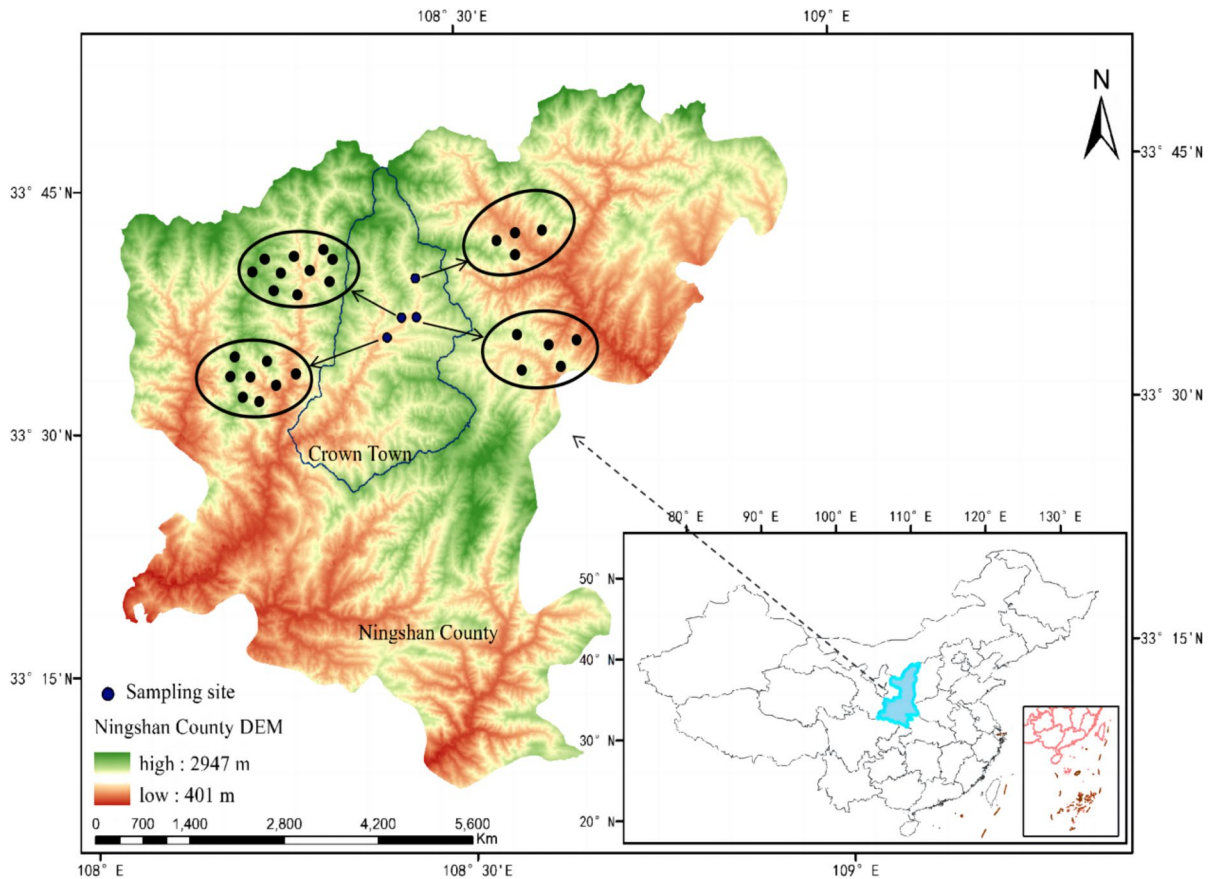 108° 30'E
109° E
N
33° 45'N
33° 45'N
33° 30'N
33° 30'N
33° 15'N
33° 15'N
Crown Town
Ningshan County
Sampling site
Ningshan County DEM
high : 2947 m
low : 401 m
0 700 1,400 2,800 4,200 5,600
Km
80° E 90° E 100° E 110° E 120° E 130° E
50° N
40° N
30° N
20° N
108° E
108° 30'E
109° E